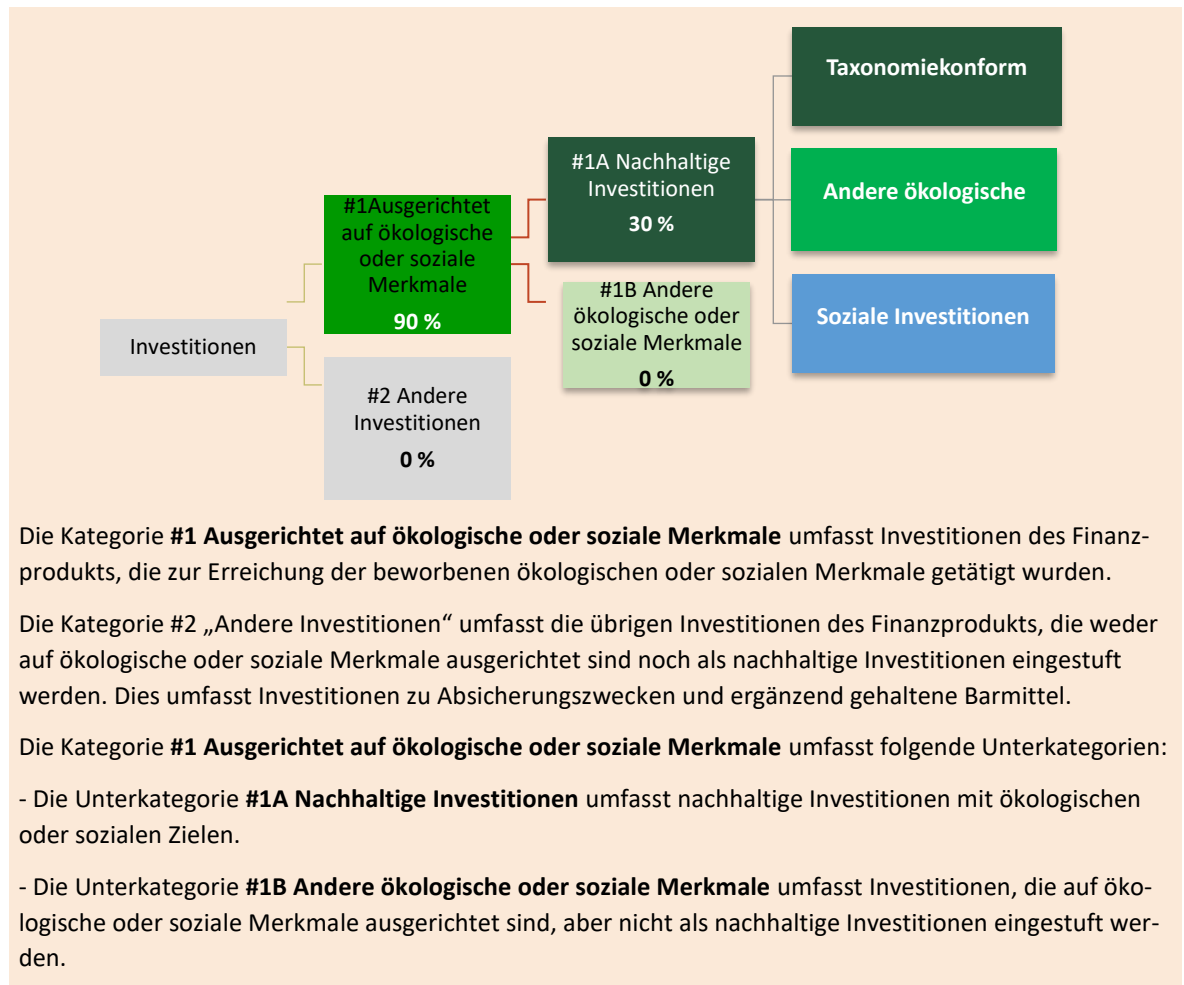 Taxonomiekonform
#1A Nachhaltige
Investitionen
30 %
Andere ökologische
#1Ausgerichtet
auf ökologische
oder soziale
Merkmale
90 %
#1B Andere
ökologische oder
soziale Merkmale
0 %
Soziale Investitionen
Investitionen
#2 Andere
Investitionen
0 %
Die Kategorie #1 Ausgerichtet auf ökologische oder soziale Merkmale umfasst Investitionen des Finanz-
produkts, die zur Erreichung der beworbenen ökologischen oder sozialen Merkmale getätigt wurden.
Die Kategorie #2 „Andere Investitionen“ umfasst die übrigen Investitionen des Finanzprodukts, die weder
auf ökologische oder soziale Merkmale ausgerichtet sind noch als nachhaltige Investitionen eingestuft
werden. Dies umfasst Investitionen zu Absicherungszwecken und ergänzend gehaltene Barmittel.
Die Kategorie #1 Ausgerichtet auf ökologische oder soziale Merkmale umfasst folgende Unterkategorien:
- Die Unterkategorie #1A Nachhaltige Investitionen umfasst nachhaltige Investitionen mit ökologischen
oder sozialen Zielen.
- Die Unterkategorie #1B Andere ökologische oder soziale Merkmale umfasst Investitionen, die auf öko-
logische oder soziale Merkmale ausgerichtet sind, aber nicht als nachhaltige Investitionen eingestuft wer-
den.